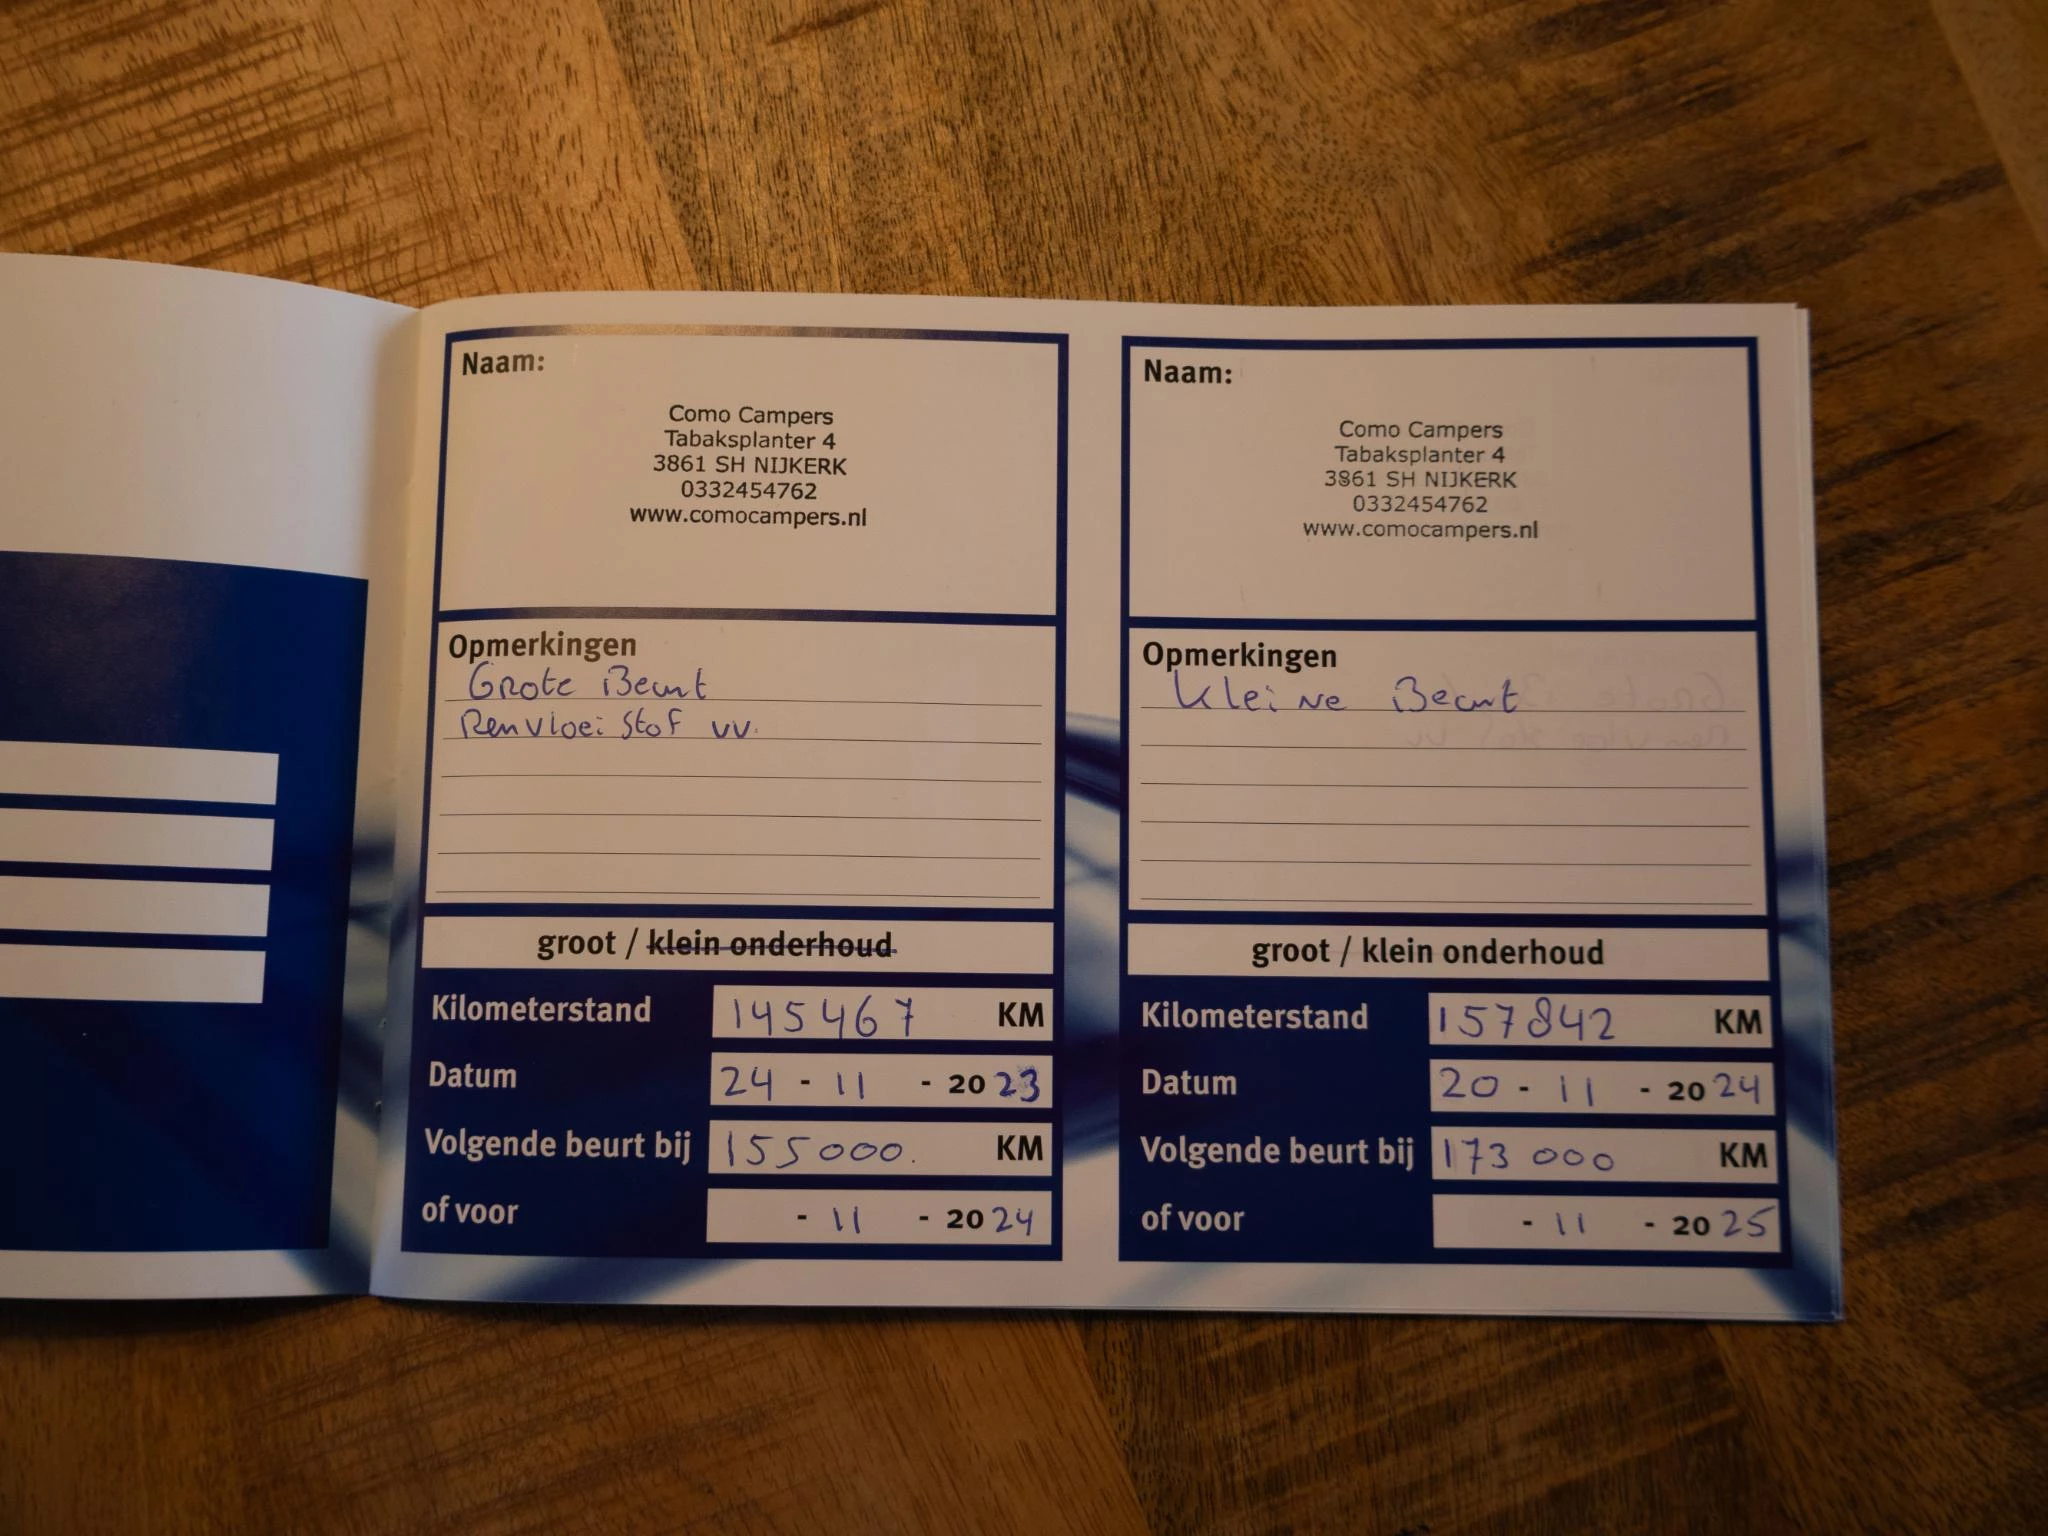 Naam:
Como Campers
Tabaksplanter 4
3861 SH NIJKERK
0332454762
www.comocampers.nl
Opmerkingen
Grote Beurt
Remvloeistof vv.
groot / klein onderhoud
Kilometerstand 145467 KM
Datum 24 - 11 - 2023
Volgende beurt bij 155000. KM
of voor - 11 - 2024
Naam:
Como Campers
Tabaksplanter 4
3861 SH NIJKERK
0332454762
www.comocampers.nl
Opmerkingen
Kleine Beurt
groot / klein onderhoud
Kilometerstand 157842 KM
Datum 20 - 11 - 2024
Volgende beurt bij 173000 KM
of voor - 11 - 2025